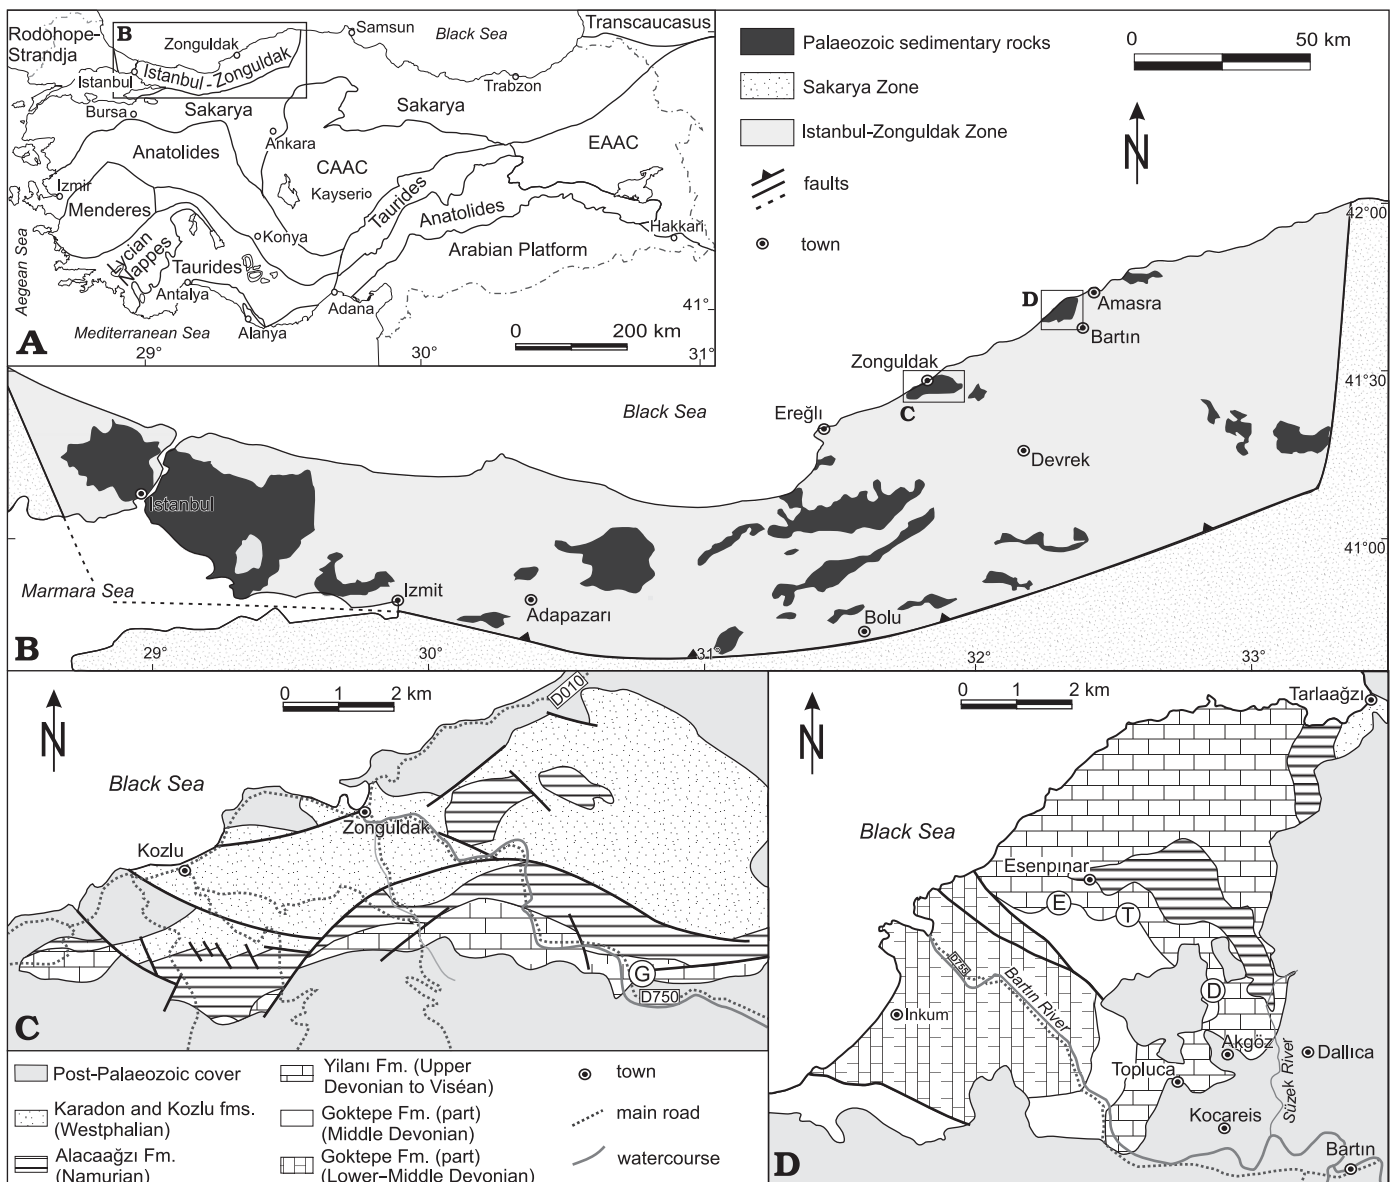 Rodohope-
Strandja
B
Zonguldak
Istanbul
Istanbul - Zonguldak
Samsun
Black Sea
Transcaucasus
Trabzon
Bursa
Sakarya
Sakarya
Ankara
Anatolides
CAAC
EAAC
Kayseri
Izmir
Menderes
Taurides
Anatolides
Hakkari
Konya
Arabian Platform
Lycian
Nappes
Taurides
Aegean Sea
Antalya
Adana
Alanya
Mediterranean Sea
41°
0 200 km
A
29° 30° 31°
Palaeozoic sedimentary rocks
Sakarya Zone
Istanbul-Zonguldak Zone
faults
town
0 50 km
N
42°00'
D
Amasra
Bartın
Zonguldak
41°30'
C
Black Sea
Ereğli
Devrek
Istanbul
41°00'
Marmara Sea
Izmit
Adapazarı
Bolu
B
29° 30° 31° 32° 33°
0 1 2 km
N
D010
Black Sea
Zonguldak
Kozlu
G
D750
C
Post-Palaeozoic cover
Karadon and Kozlu fms.
(Westphalian)
Alacaağzı Fm.
(Namurian)
Yilanı Fm. (Upper
Devonian to Viséan)
Goktepe Fm. (part)
(Middle Devonian)
Goktepe Fm. (part)
(Lower–Middle Devonian)
town
main road
watercourse
0 1 2 km
N
Tarlaağzı
Black Sea
Esenpınar
E
T
D755
Bartın River
D
Inkum
Akgöz
Dallıca
Topluca
Süzek River
Kocareis
Bartın
D